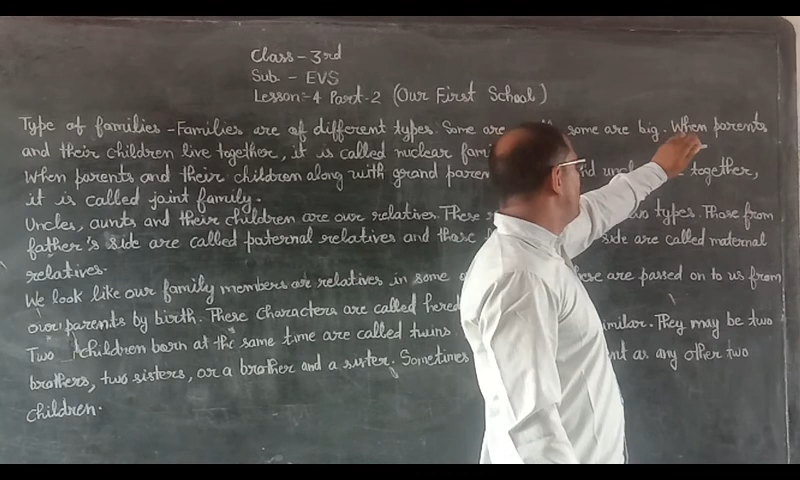 Class - 3rd
Sub. - EVS
Lesson:-4 Part-2 (Our First School)
Type of families - Families are of different types. Some are some are big. When parents
and their children live together, it is called nuclear
When parents and their children along with grand together,
it is called joint family.
Uncles, aunts and their children are our relatives. These types. Those from
father's side are called paternal relatives and those side are called maternal
relatives.
We look like our family members or relatives in some are passed on to us from
our parents by birth. These characters are called
Two children born at the same time are called twins They may be two
brothers, two sisters, or a brother and a sister. Sometimes as any other two
children.